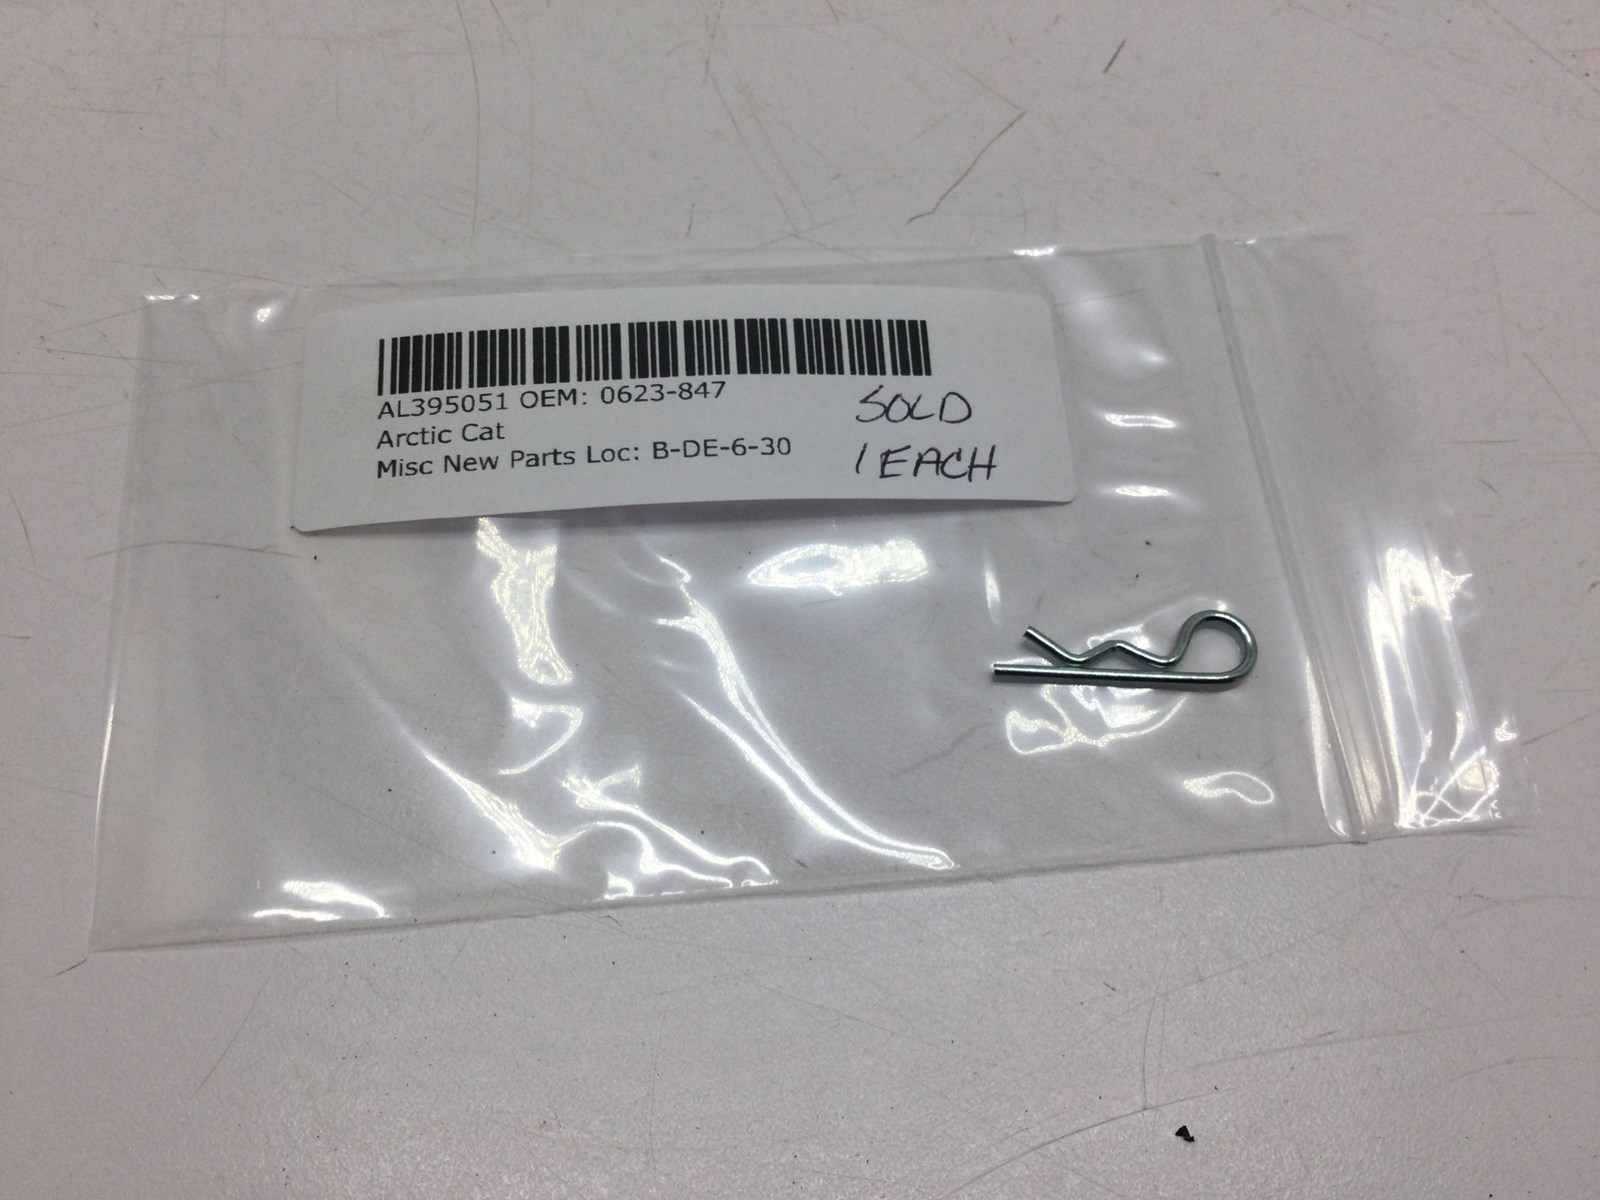 AL395051 OEM: 0623-847
Arctic Cat
Misc New Parts Loc: B-DE-6-30
SOLD
1 EACH